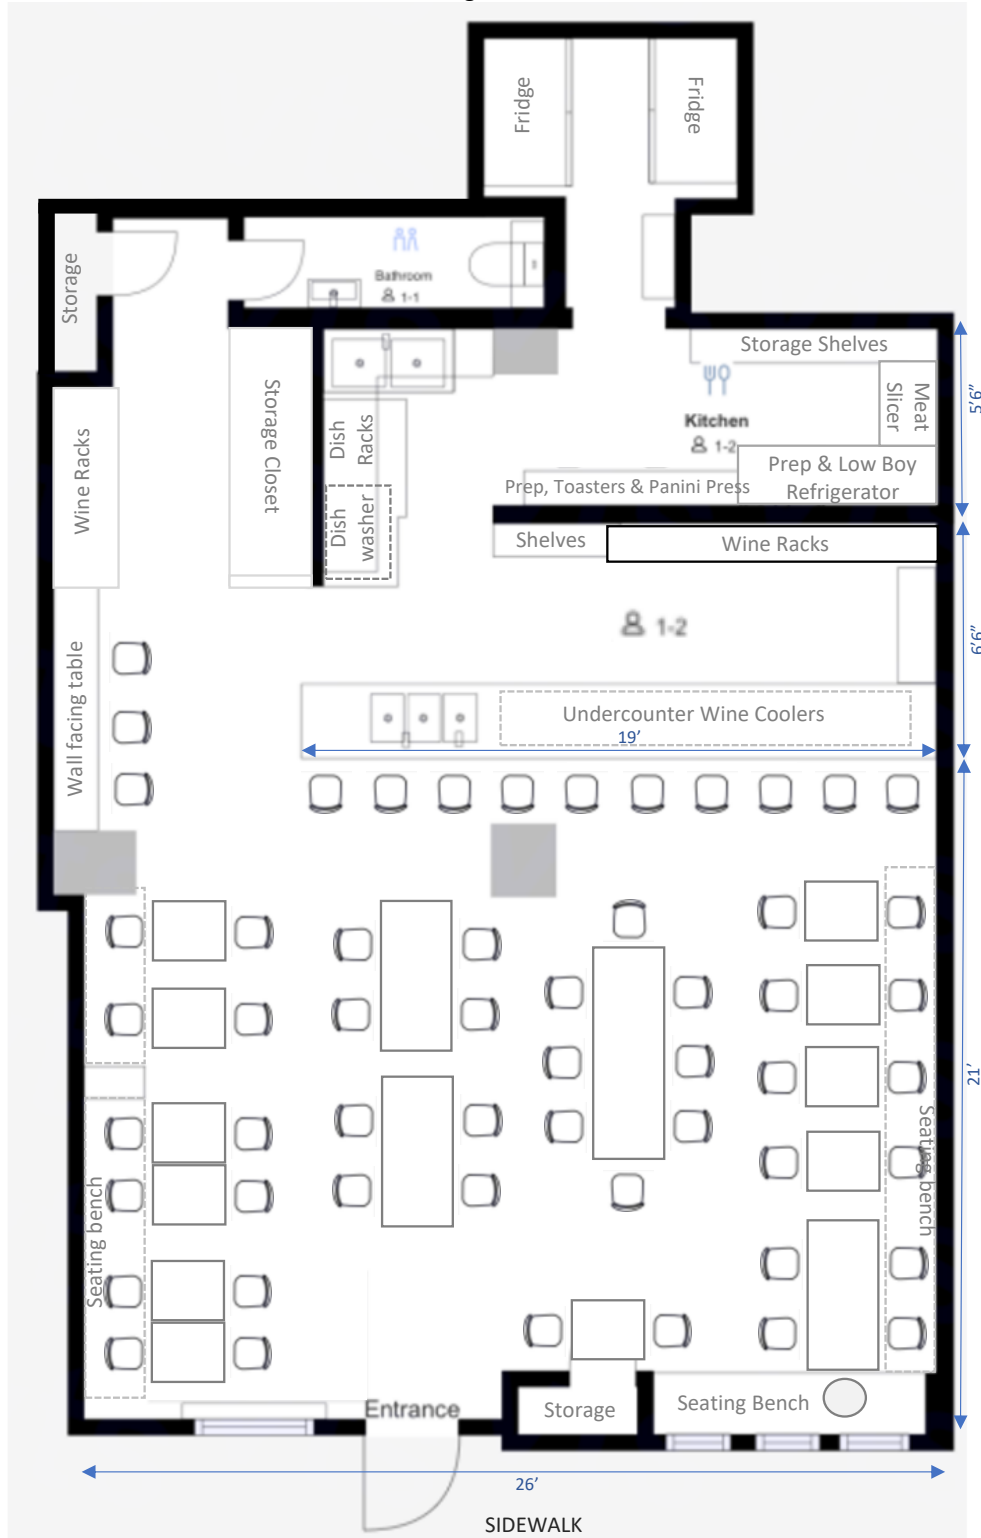 Fridge
Fridge
Storage
Bathroom
1-1
Storage Shelves
Meat
Slicer
Kitchen
1-2
Prep & Low Boy
Refrigerator
Prep, Toasters & Panini Press
5'6"
Wine Racks
Storage Closet
Dish
Racks
Dish
washer
Shelves
Wine Racks
1-2
6'6"
Wall facing table
Undercounter Wine Coolers
19'
21'
Seating bench
Seating bench
Entrance
Storage
Seating Bench
26'
SIDEWALK